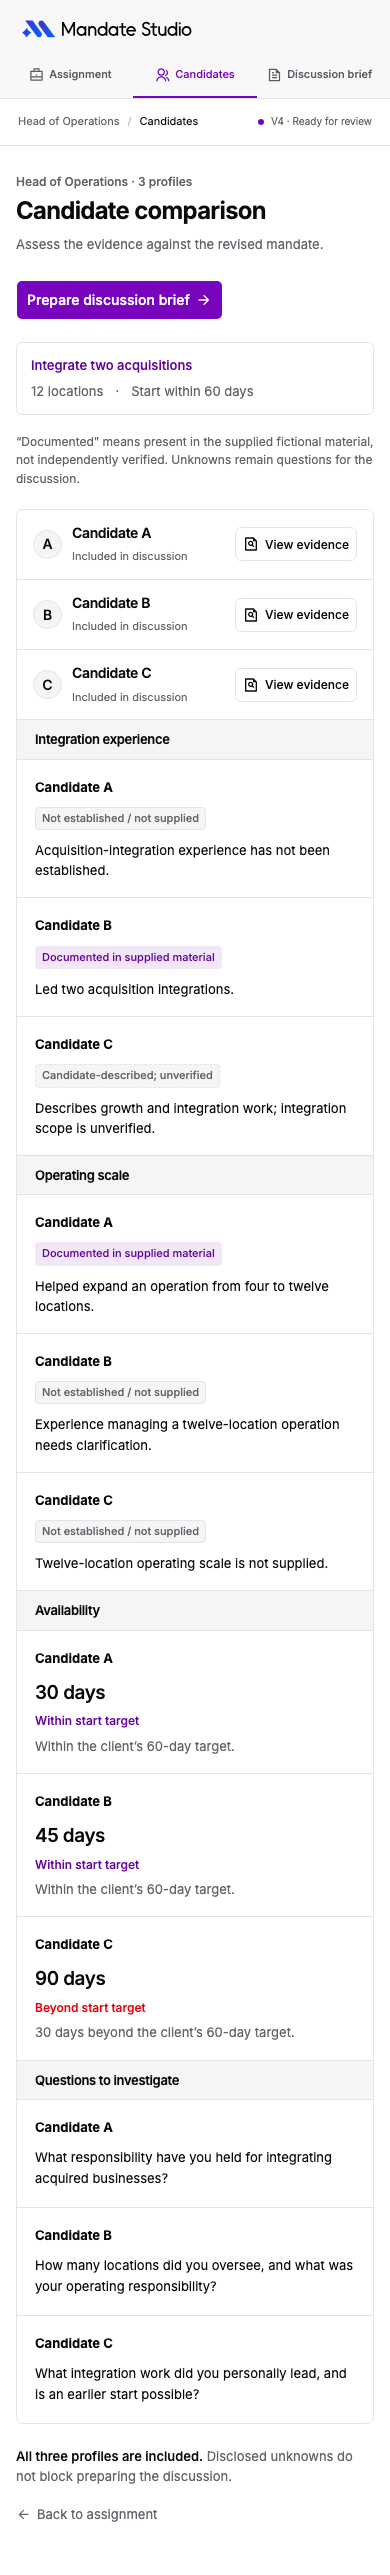 Mandate Studio
Assignment
Candidates
Discussion brief
Head of Operations / Candidates
V4 · Ready for review
Head of Operations · 3 profiles
Candidate comparison
Assess the evidence against the revised mandate.
Prepare discussion brief →
Integrate two acquisitions
12 locations · Start within 60 days
“Documented” means present in the supplied fictional material,
not independently verified. Unknowns remain questions for the
discussion.
A
Candidate A
Included in discussion
View evidence
B
Candidate B
Included in discussion
View evidence
C
Candidate C
Included in discussion
View evidence
Integration experience
Candidate A
Not established / not supplied
Acquisition-integration experience has not been
established.
Candidate B
Documented in supplied material
Led two acquisition integrations.
Candidate C
Candidate-described; unverified
Describes growth and integration work; integration
scope is unverified.
Operating scale
Candidate A
Documented in supplied material
Helped expand an operation from four to twelve
locations.
Candidate B
Not established / not supplied
Experience managing a twelve-location operation
needs clarification.
Candidate C
Not established / not supplied
Twelve-location operating scale is not supplied.
Availability
Candidate A
30 days
Within start target
Within the client’s 60-day target.
Candidate B
45 days
Within start target
Within the client’s 60-day target.
Candidate C
90 days
Beyond start target
30 days beyond the client’s 60-day target.
Questions to investigate
Candidate A
What responsibility have you held for integrating
acquired businesses?
Candidate B
How many locations did you oversee, and what was
your operating responsibility?
Candidate C
What integration work did you personally lead, and
is an earlier start possible?
All three profiles are included. Disclosed unknowns do
not block preparing the discussion.
← Back to assignment